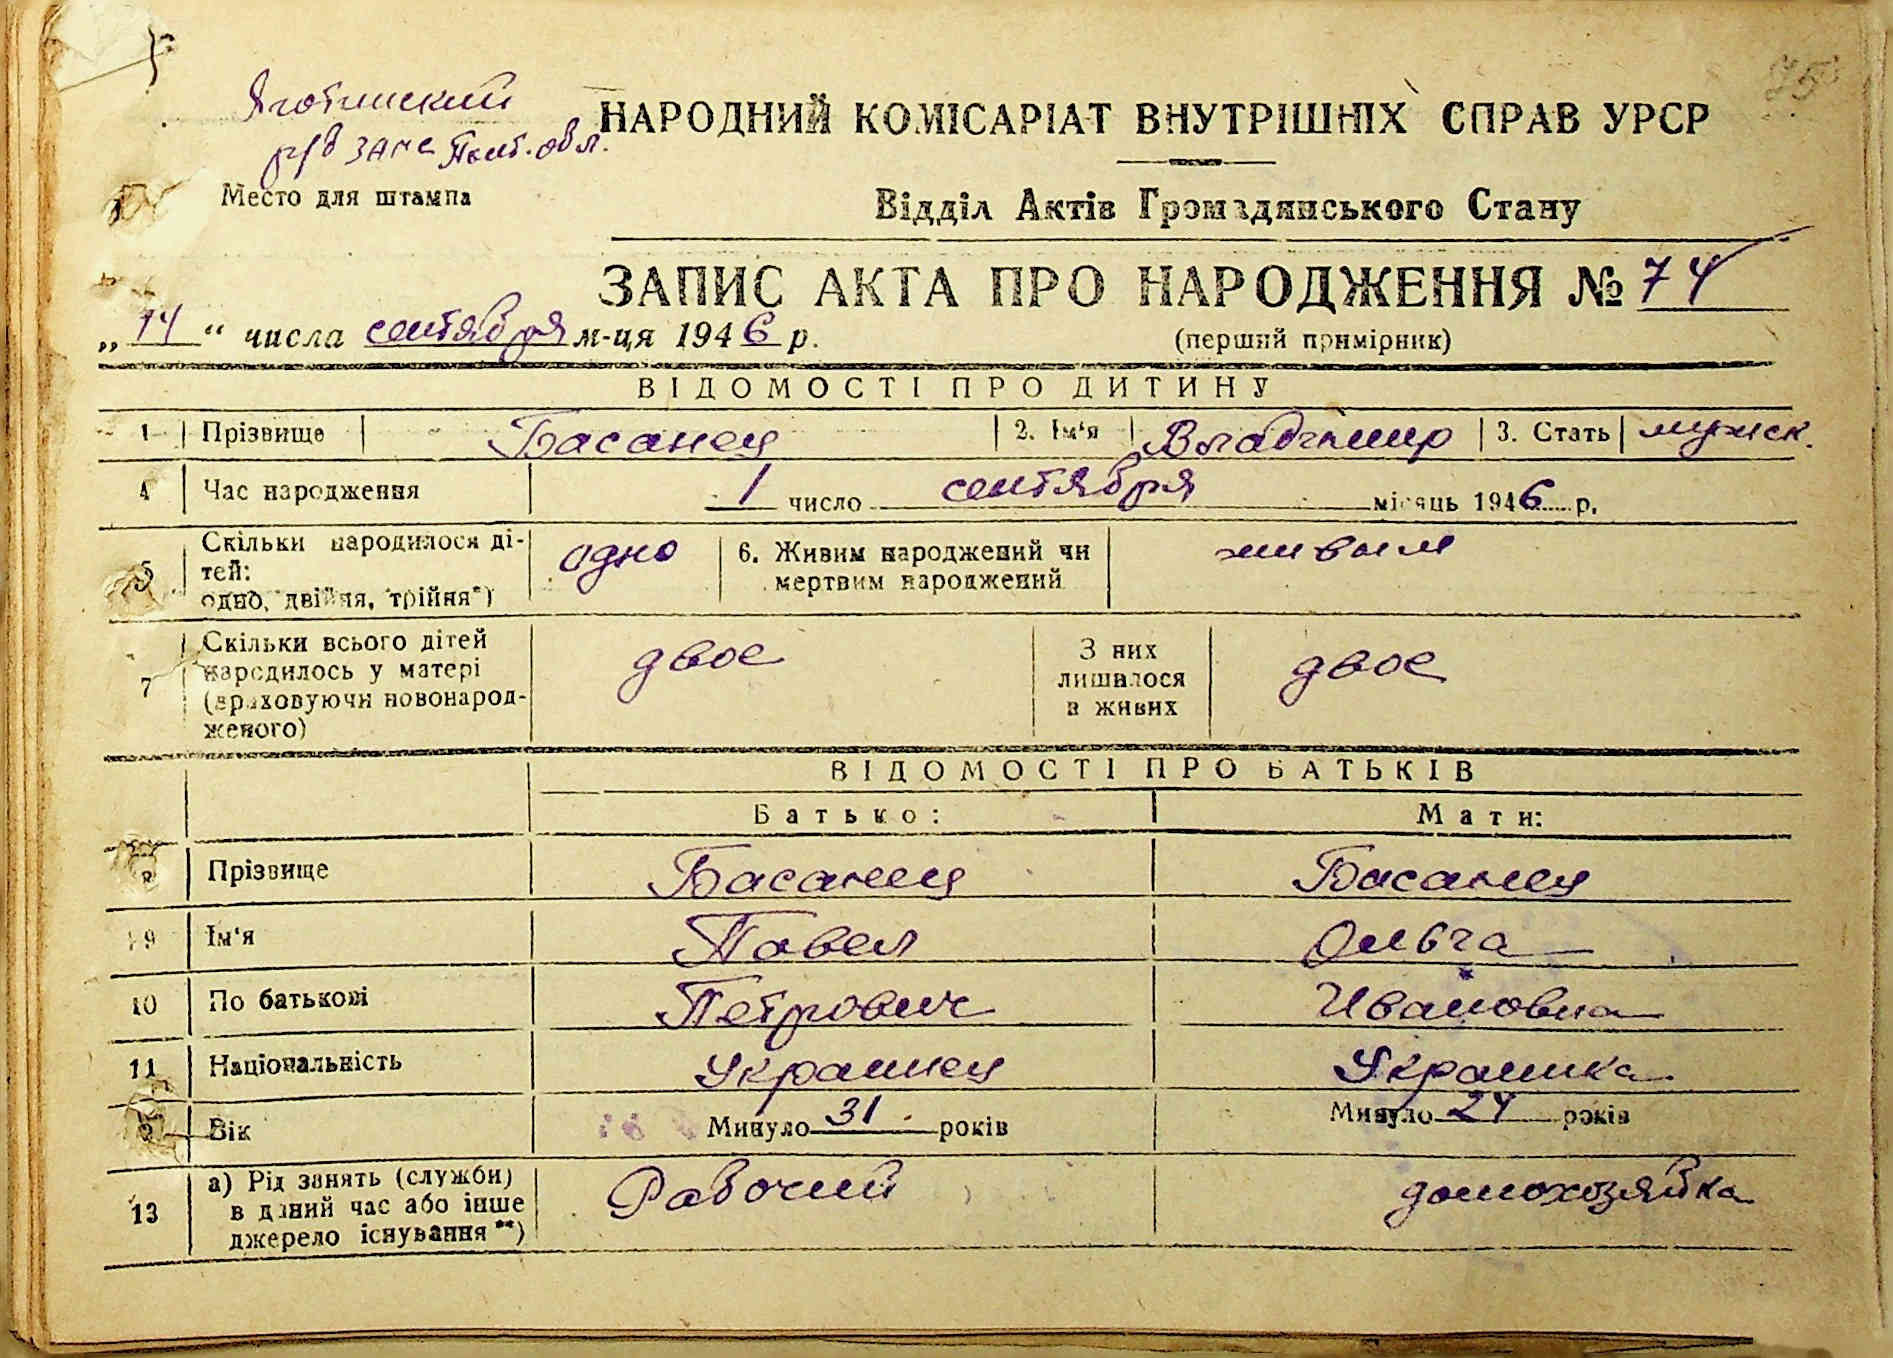 75
Яготинский
р/б ЗАГС Полт. обл.
НАРОДНИЙ КОМІСАРІАТ ВНУТРІШНІХ СПРАВ УРСР
Место для штампа
Відділ Актів Громадянського Стану
ЗАПИС АКТА ПРО НАРОДЖЕННЯ № 74
„14“ числа сентября м-ця 1946 р.
(перший примірник)
ВІДОМОСТІ ПРО ДИТИНУ
1 Прізвище Басанец 2. Ім'я Владимир 3. Стать мужск.
4 Час народження 1 число сентября місяць 1946 р.
5 Скільки народилося ді-
тей:
одно, двійня, трійня*)
одно
6. Живим народжений чи
мертвим народжений
живым
7 Скільки всього дітей
народилось у матері
(враховуючи новонарод-
женого)
двое
З них
лишилося
в живих
двое
ВІДОМОСТІ ПРО БАТЬКІВ
Батько: Мати:
8 Прізвище Басанец Басанец
9 Ім'я Павел Ольга
10 По батькові Петрович Ивановна
11 Національність Украинец Украинка
Вік Минуло 31 років Минуло 24 років
13 а) Рід занять (служби)
в даний час або інше
джерело існування**)
Рабочий домохозяйка